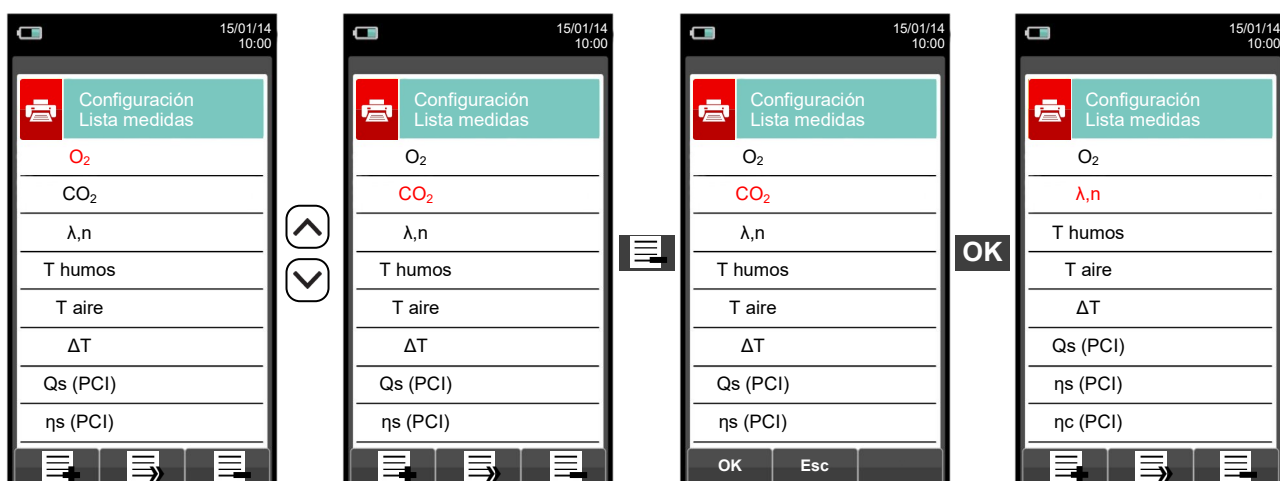 15/01/14
10:00
Configuración
Lista medidas
O₂
CO₂
λ,n
T humos
T aire
ΔT
Qs (PCI)
ηs (PCI)
15/01/14
10:00
Configuración
Lista medidas
O₂
CO₂
λ,n
T humos
T aire
ΔT
Qs (PCI)
ηs (PCI)
15/01/14
10:00
Configuración
Lista medidas
O₂
CO₂
λ,n
T humos
T aire
ΔT
Qs (PCI)
ηs (PCI)
OK Esc
OK
15/01/14
10:00
Configuración
Lista medidas
O₂
λ,n
T humos
T aire
ΔT
Qs (PCI)
ηs (PCI)
ηc (PCI)